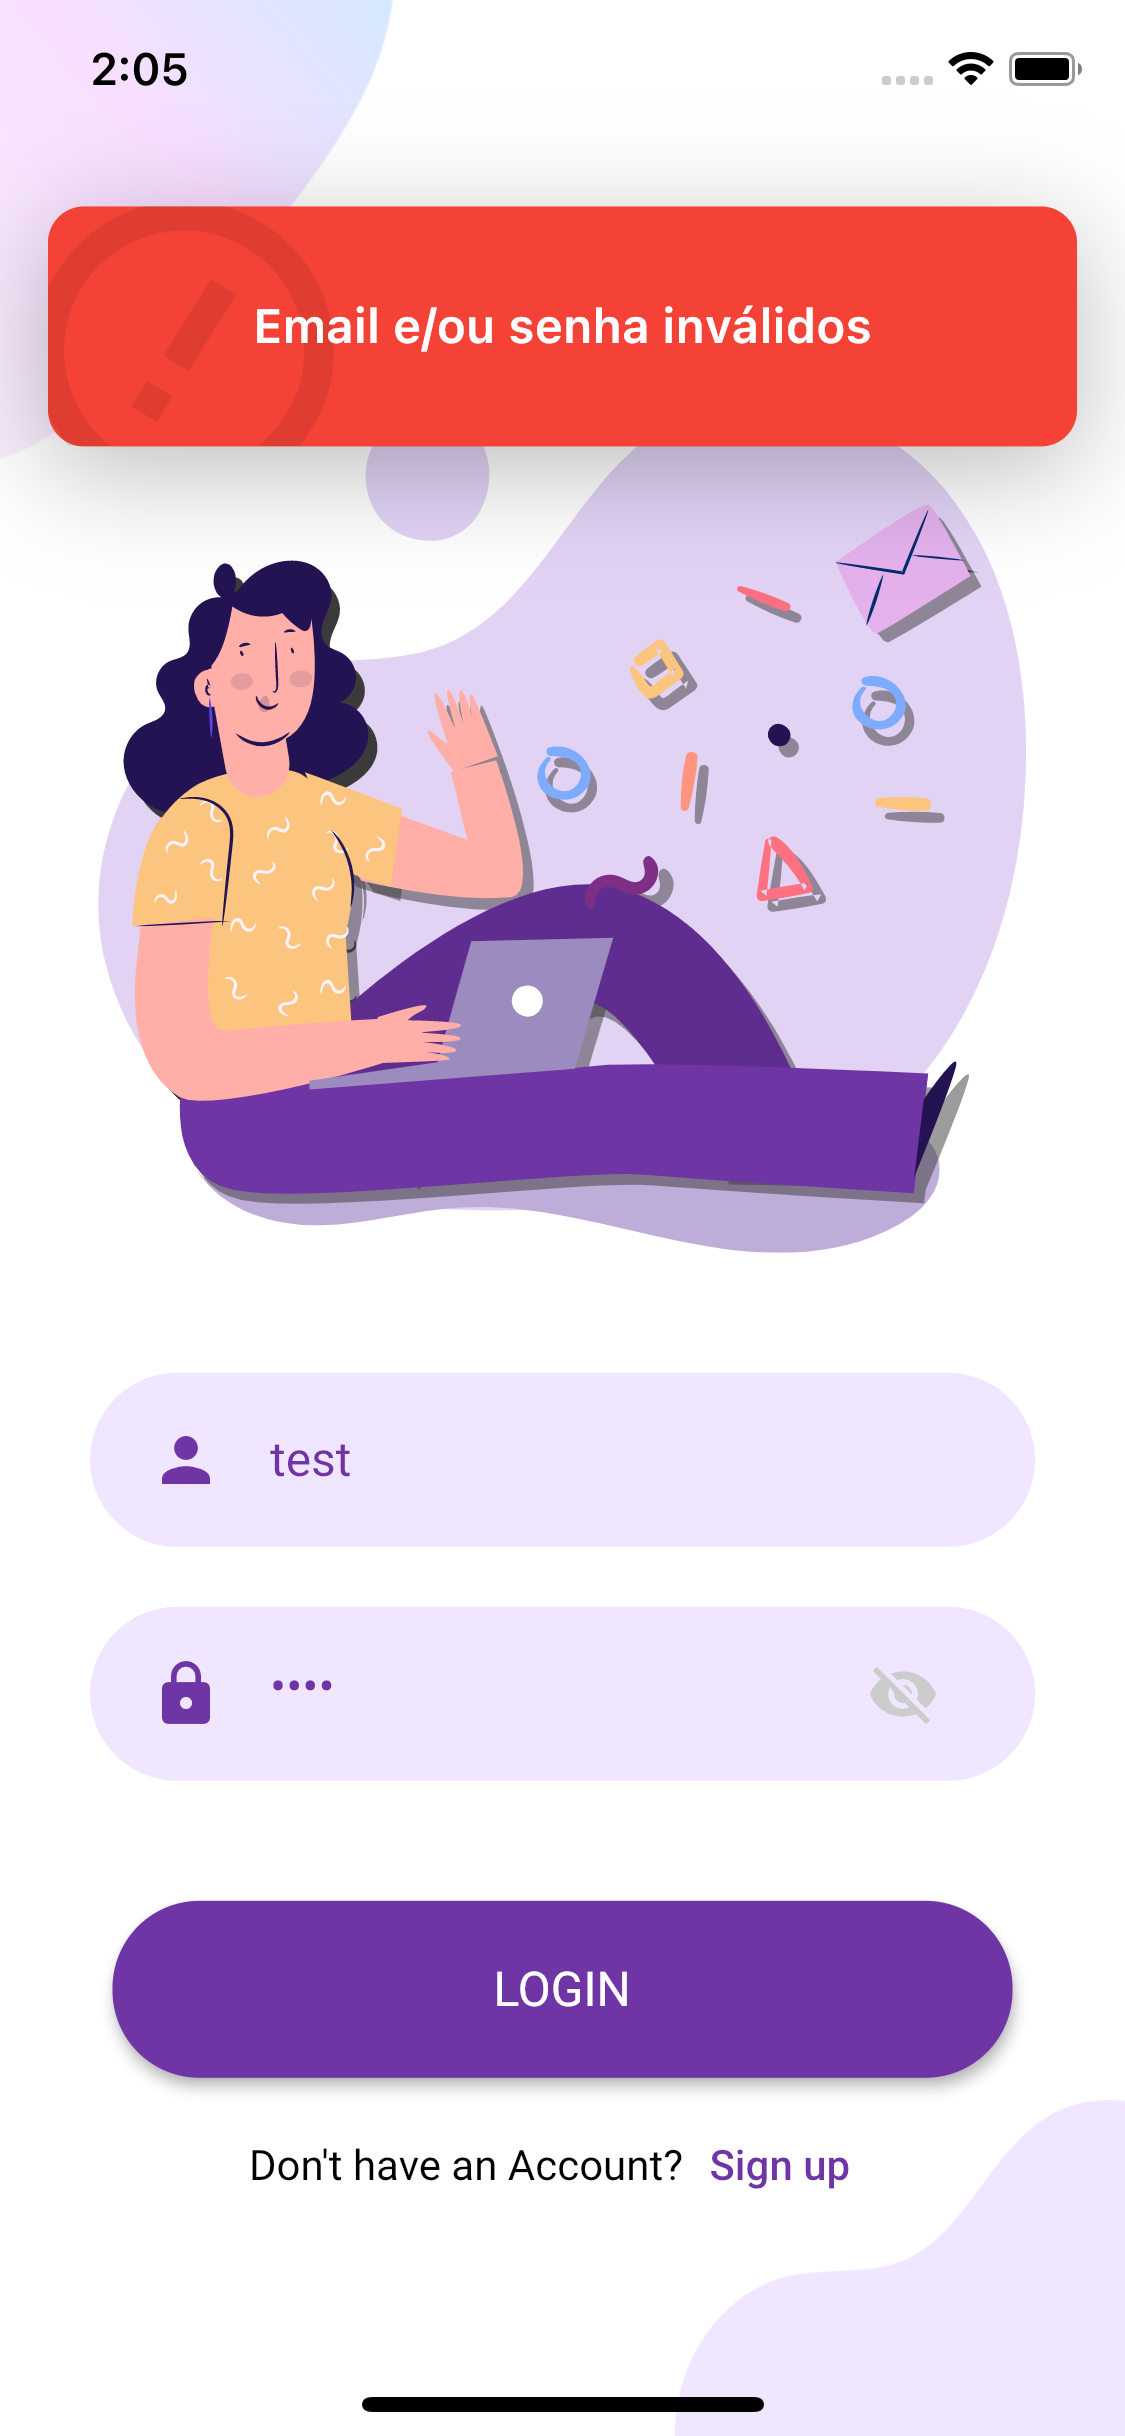 2:05
Email e/ou senha inválidos
test
••••
LOGIN
Don't have an Account? Sign up